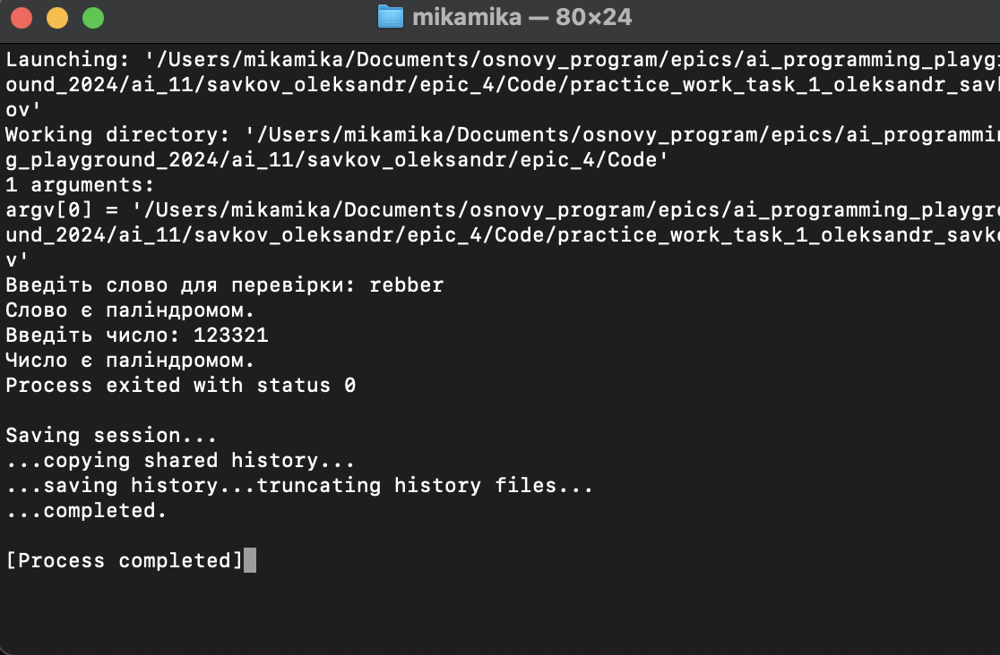 mikamika — 80×24
Launching: '/Users/mikamika/Documents/osnovy_program/epics/ai_programming_playgr
ound_2024/ai_11/savkov_oleksandr/epic_4/Code/practice_work_task_1_oleksandr_savk
ov'
Working directory: '/Users/mikamika/Documents/osnovy_program/epics/ai_programmin
g_playground_2024/ai_11/savkov_oleksandr/epic_4/Code'
1 arguments:
argv[0] = '/Users/mikamika/Documents/osnovy_program/epics/ai_programming_playgro
und_2024/ai_11/savkov_oleksandr/epic_4/Code/practice_work_task_1_oleksandr_savko
v'
Введіть слово для перевірки: rebber
Слово є паліндромом.
Введіть число: 123321
Число є паліндромом.
Process exited with status 0
Saving session...
...copying shared history...
...saving history...truncating history files...
...completed.
[Process completed]